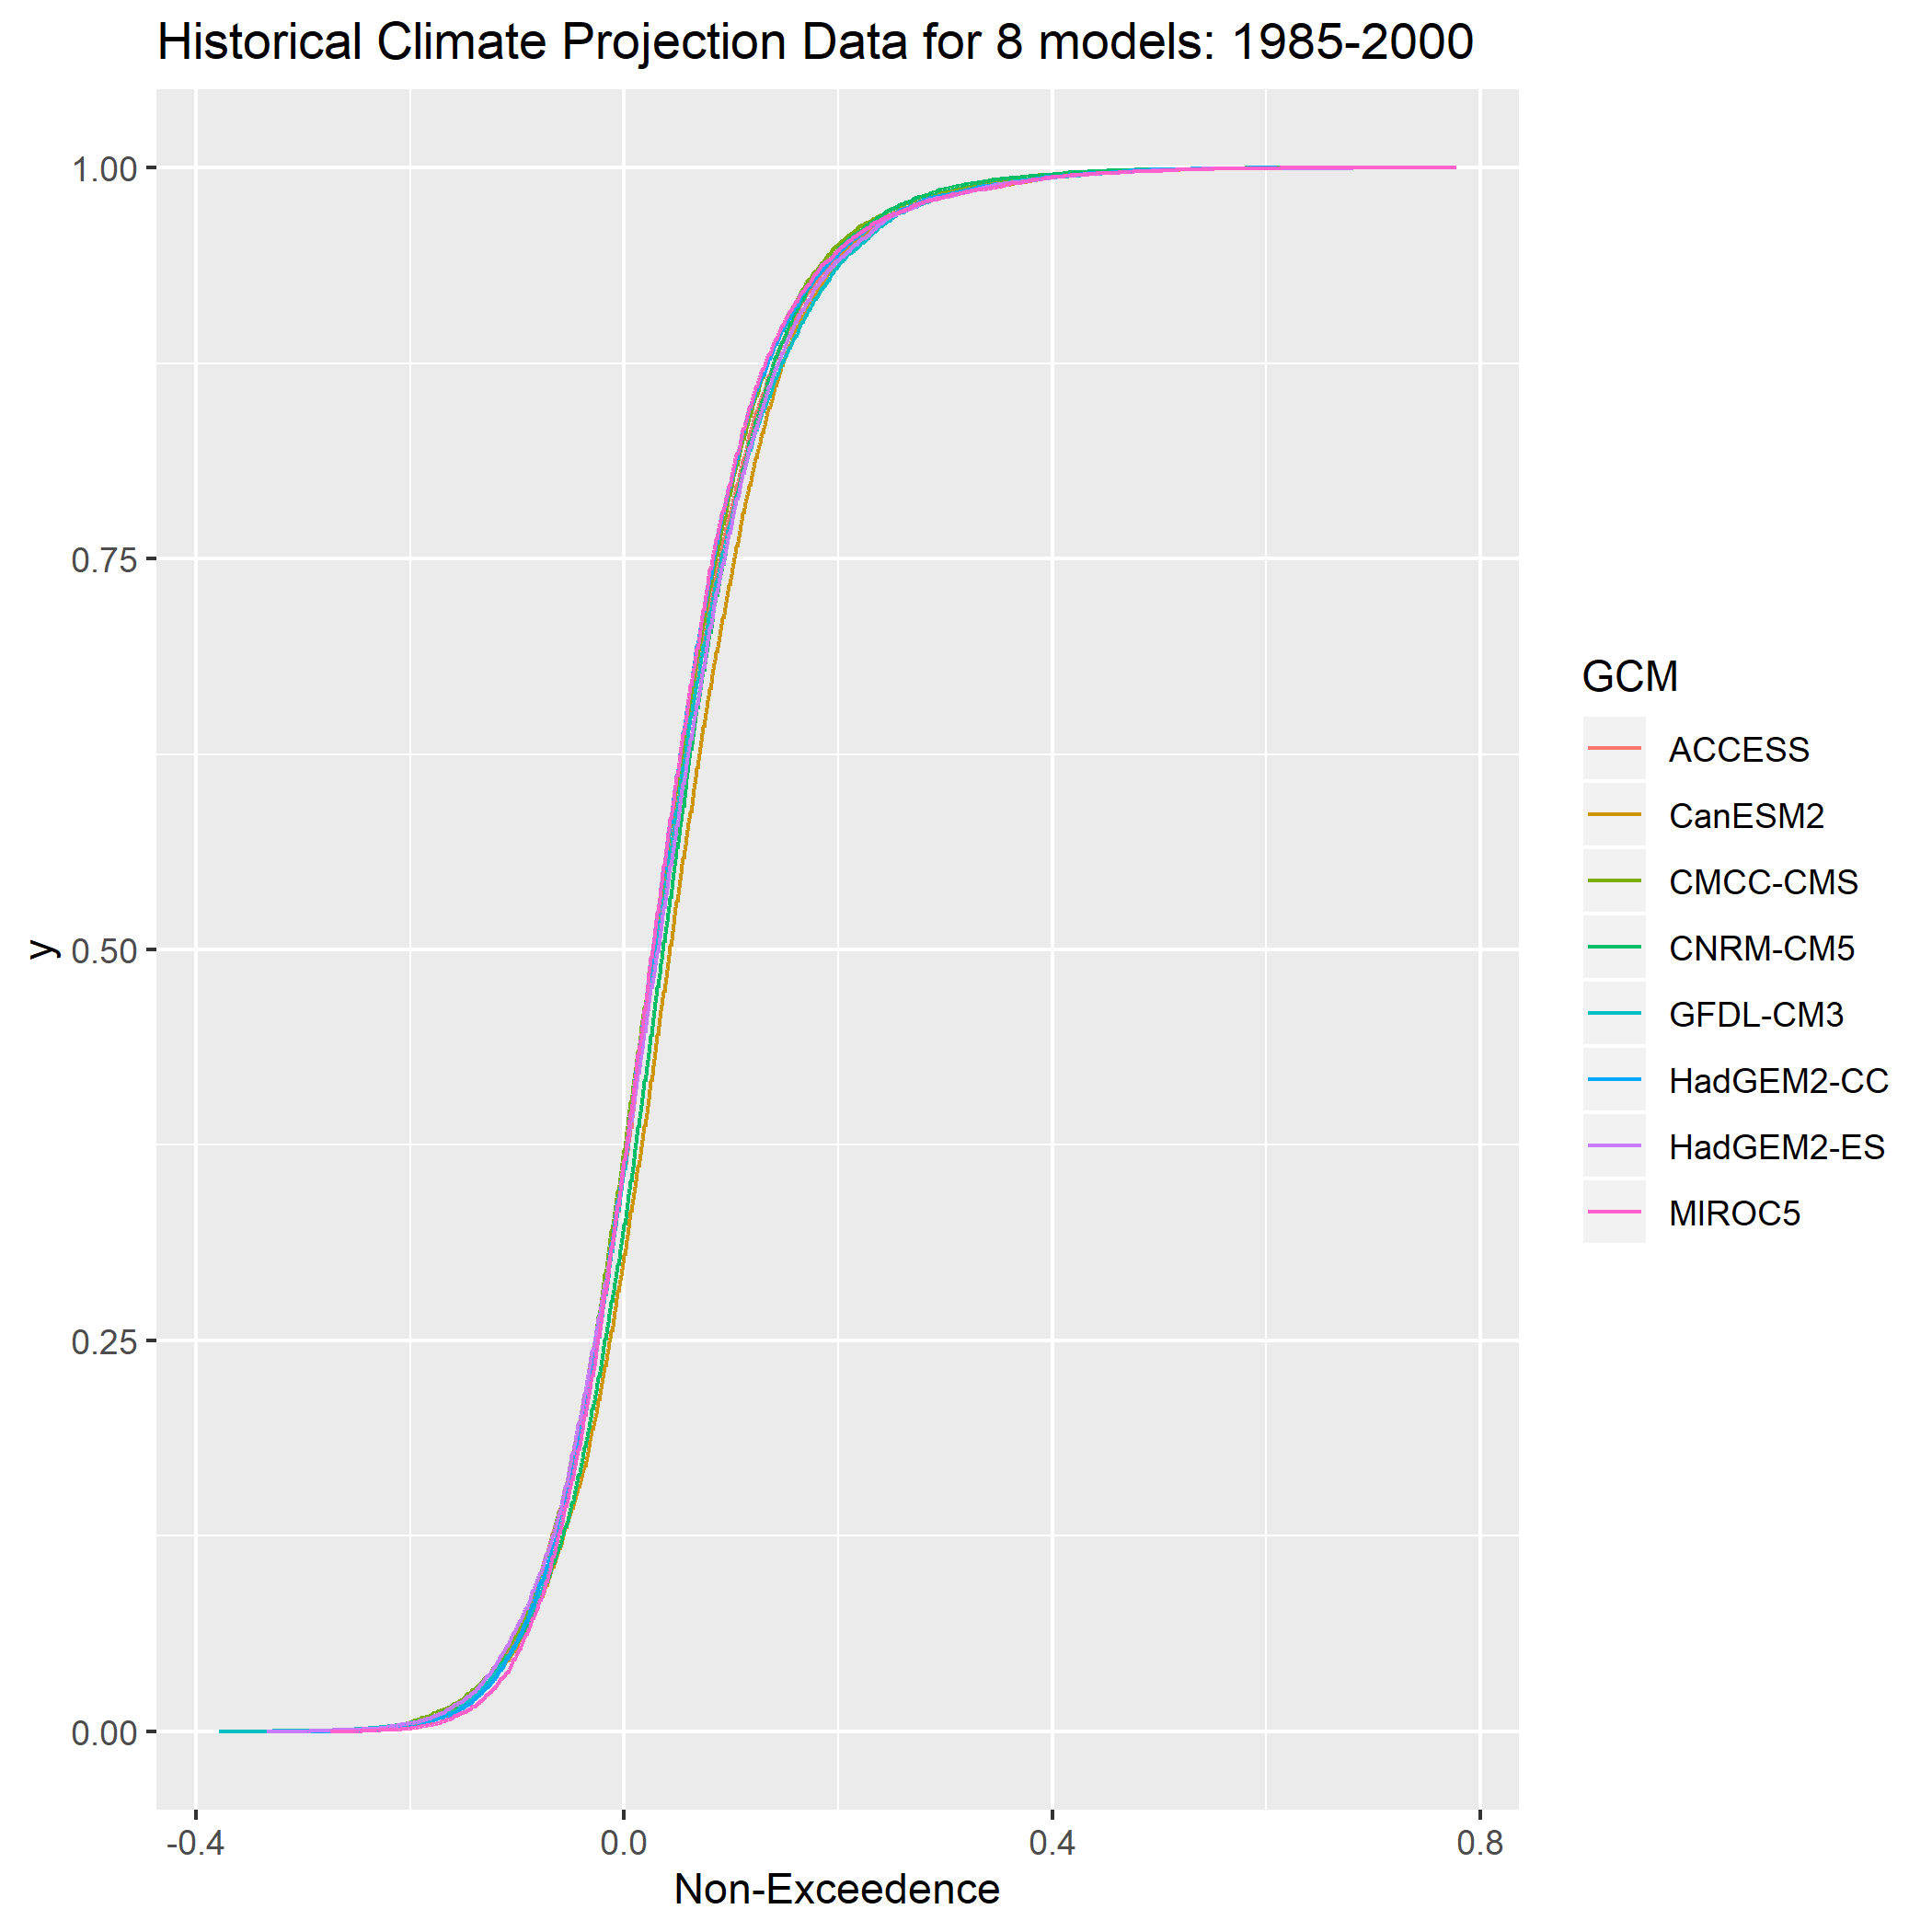 Historical Climate Projection Data for 8 models: 1985-2000
1.00
0.75
0.50
0.25
0.00
y
-0.4 0.0 0.4 0.8
Non-Exceedence
GCM
ACCESS
CanESM2
CMCC-CMS
CNRM-CM5
GFDL-CM3
HadGEM2-CC
HadGEM2-ES
MIROC5